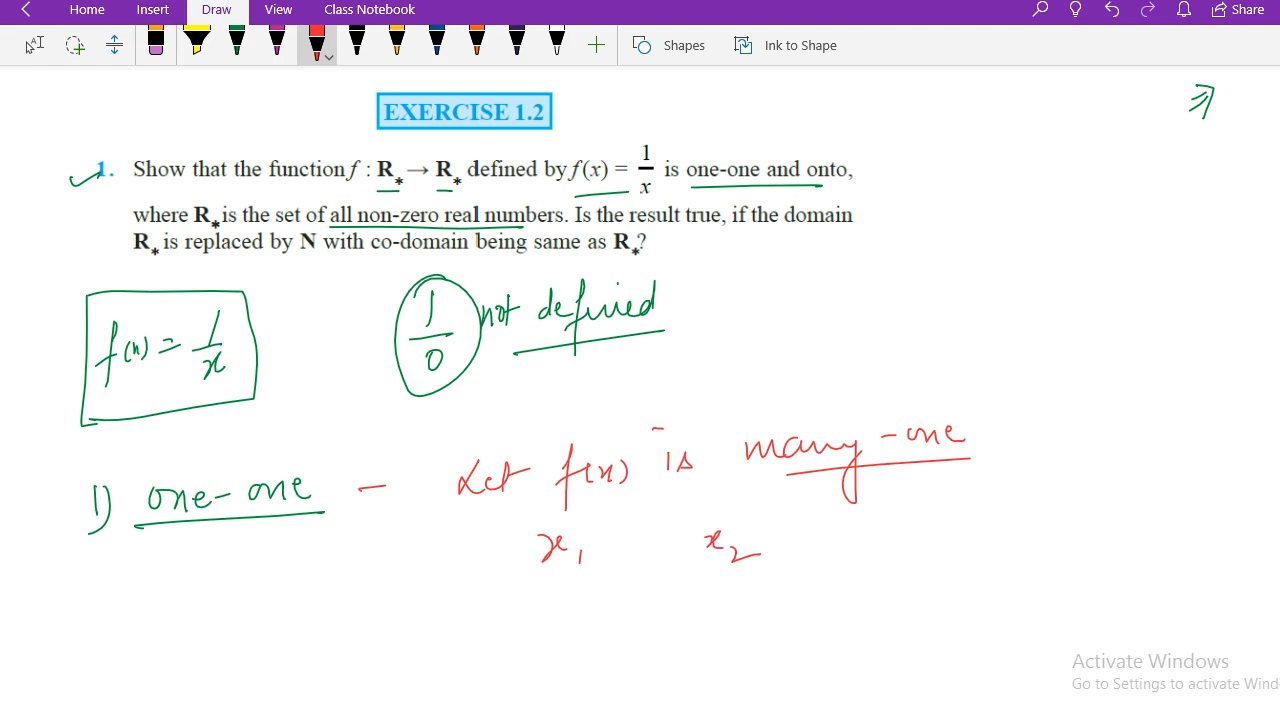 Home Insert Draw View Class Notebook Share
Shapes Ink to Shape
EXERCISE 1.2
1. Show that the function f : R* → R* defined by f(x) = 1/x is one-one and onto,
where R* is the set of all non-zero real numbers. Is the result true, if the domain
R* is replaced by N with co-domain being same as R*?
f(x) = 1/x
1/0 not defined
1) one-one - Let f(x) is many-one
x₁ x₂
Activate Windows
Go to Settings to activate Wind